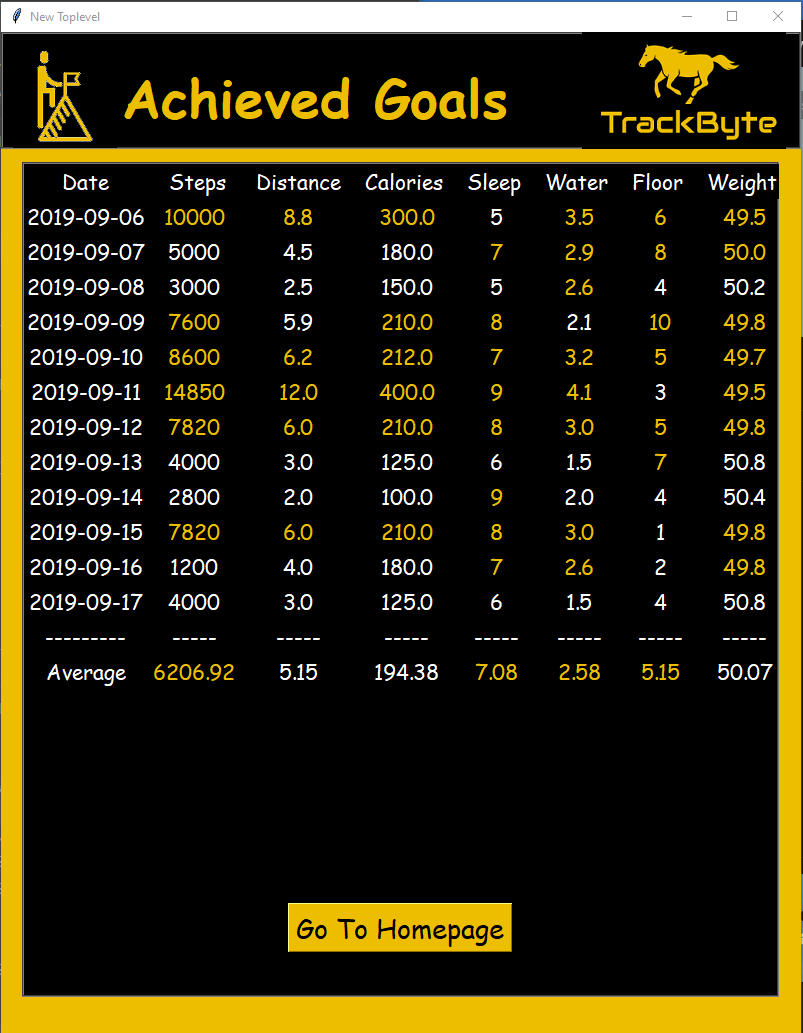 New Toplevel
Achieved Goals
TrackByte
Date Steps Distance Calories Sleep Water Floor Weight
2019-09-06 10000 8.8 300.0 5 3.5 6 49.5
2019-09-07 5000 4.5 180.0 7 2.9 8 50.0
2019-09-08 3000 2.5 150.0 5 2.6 4 50.2
2019-09-09 7600 5.9 210.0 8 2.1 10 49.8
2019-09-10 8600 6.2 212.0 7 3.2 5 49.7
2019-09-11 14850 12.0 400.0 9 4.1 3 49.5
2019-09-12 7820 6.0 210.0 8 3.0 5 49.8
2019-09-13 4000 3.0 125.0 6 1.5 7 50.8
2019-09-14 2800 2.0 100.0 9 2.0 4 50.4
2019-09-15 7820 6.0 210.0 8 3.0 1 49.8
2019-09-16 1200 4.0 180.0 7 2.6 2 49.8
2019-09-17 4000 3.0 125.0 6 1.5 4 50.8
--------- ----- ----- ----- ----- ----- ----- -----
Average 6206.92 5.15 194.38 7.08 2.58 5.15 50.07
Go To Homepage